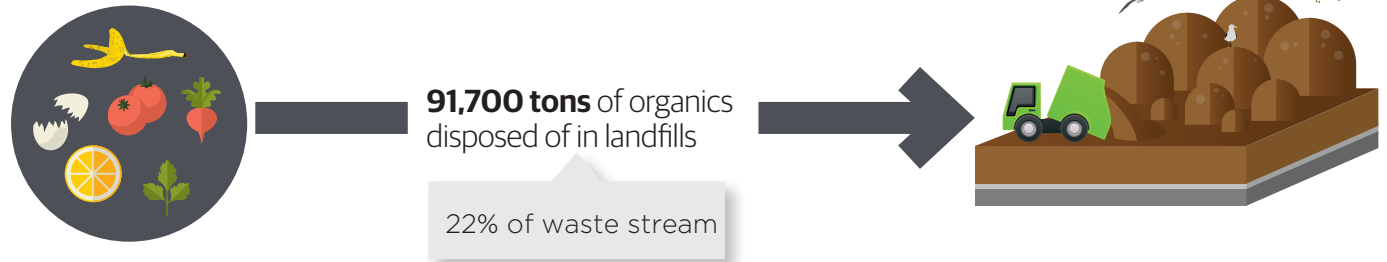 91,700 tons of organics
disposed of in landfills
22% of waste stream